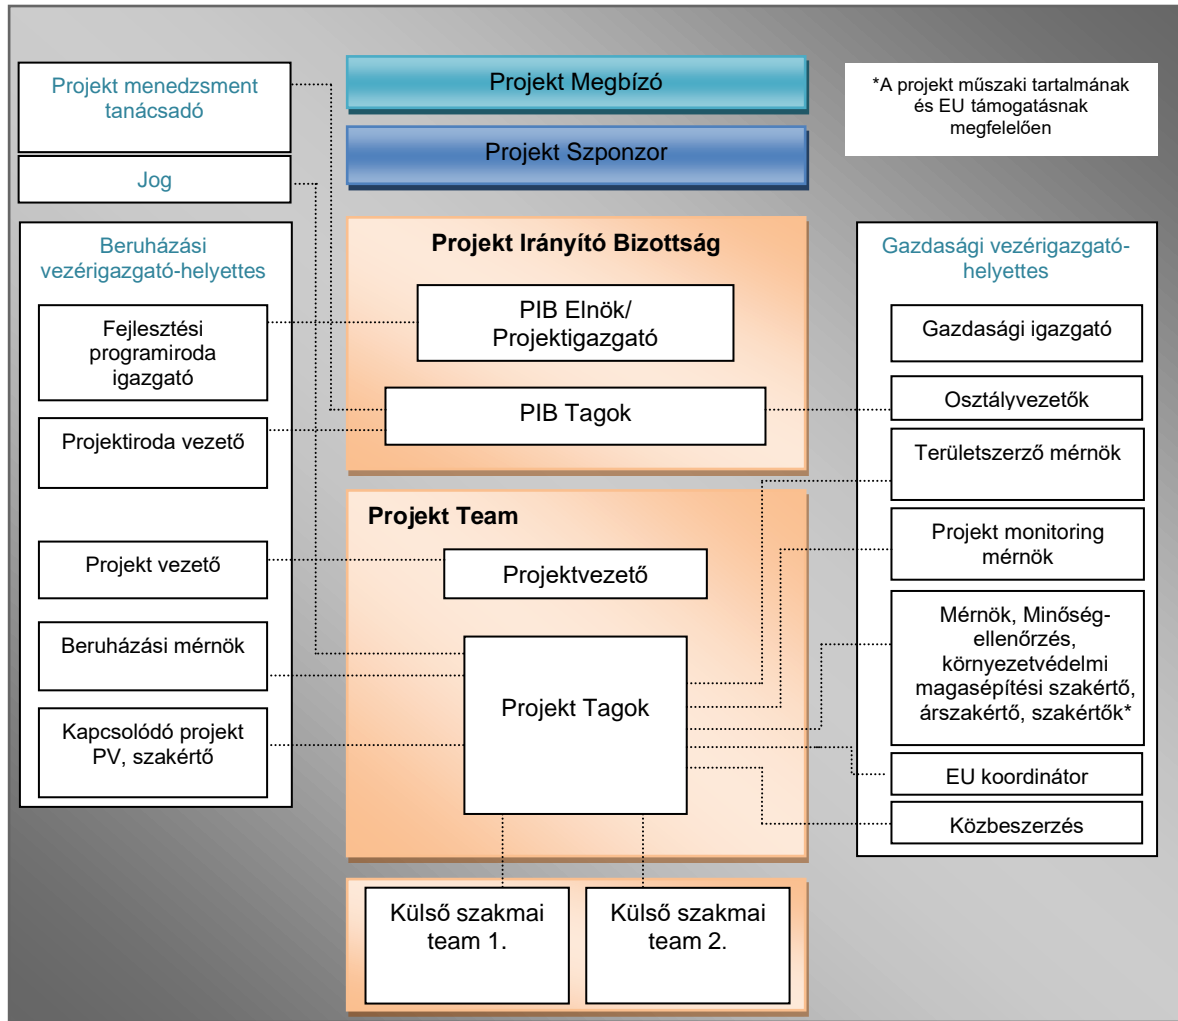 Projekt menedzsment
tanácsadó
Jog
Projekt Megbízó
Projekt Szponzor
*A projekt műszaki tartalmának
és EU támogatásnak
megfelelően
Beruházási
vezérigazgató-helyettes
Fejlesztési
programiroda
igazgató
Projektiroda vezető
Projekt vezető
Beruházási mérnök
Kapcsolódó projekt
PV, szakértő
Projekt Irányító Bizottság
PIB Elnök/
Projektigazgató
PIB Tagok
Projekt Team
Projektvezető
Projekt Tagok
Külső szakmai
team 1.
Külső szakmai
team 2.
Gazdasági vezérigazgató-
helyettes
Gazdasági igazgató
Osztályvezetők
Területszerző mérnök
Projekt monitoring
mérnök
Mérnök, Minőség-
ellenőrzés,
környezetvédelmi
magasépítési szakértő,
árszakértő, szakértők*
EU koordinátor
Közbeszerzés